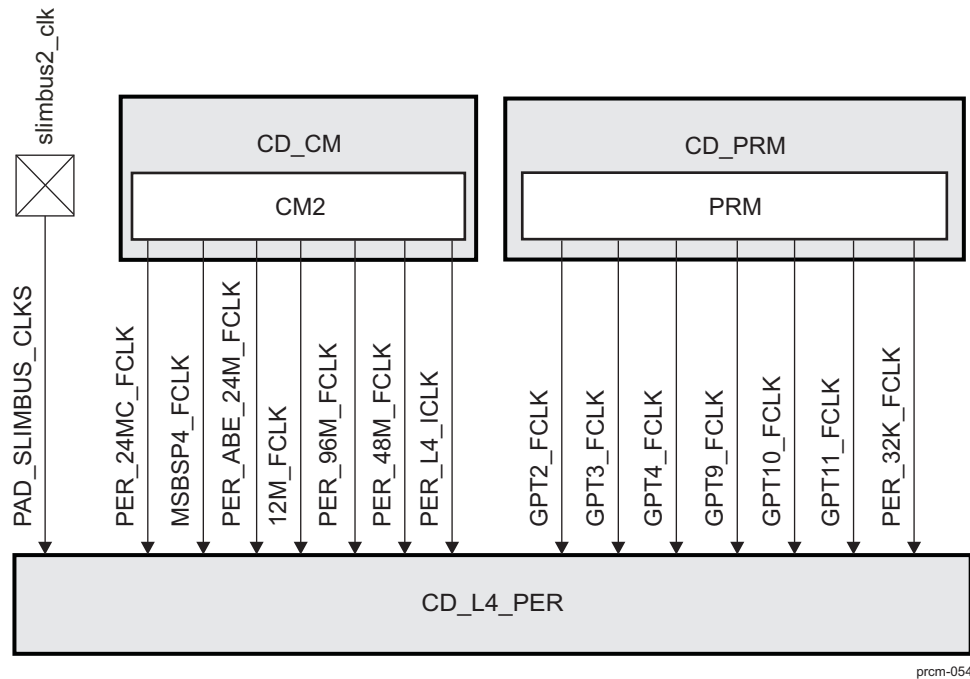 slimbus2_clk
CD_CM
CM2
CD_PRM
PRM
PAD_SLIMBUS_CLKS
PER_24MC_FCLK
MSBSP4_FCLK
PER_ABE_24M_FCLK
12M_FCLK
PER_96M_FCLK
PER_48M_FCLK
PER_L4_ICLK
GPT2_FCLK
GPT3_FCLK
GPT4_FCLK
GPT9_FCLK
GPT10_FCLK
GPT11_FCLK
PER_32K_FCLK
CD_L4_PER
prcm-054